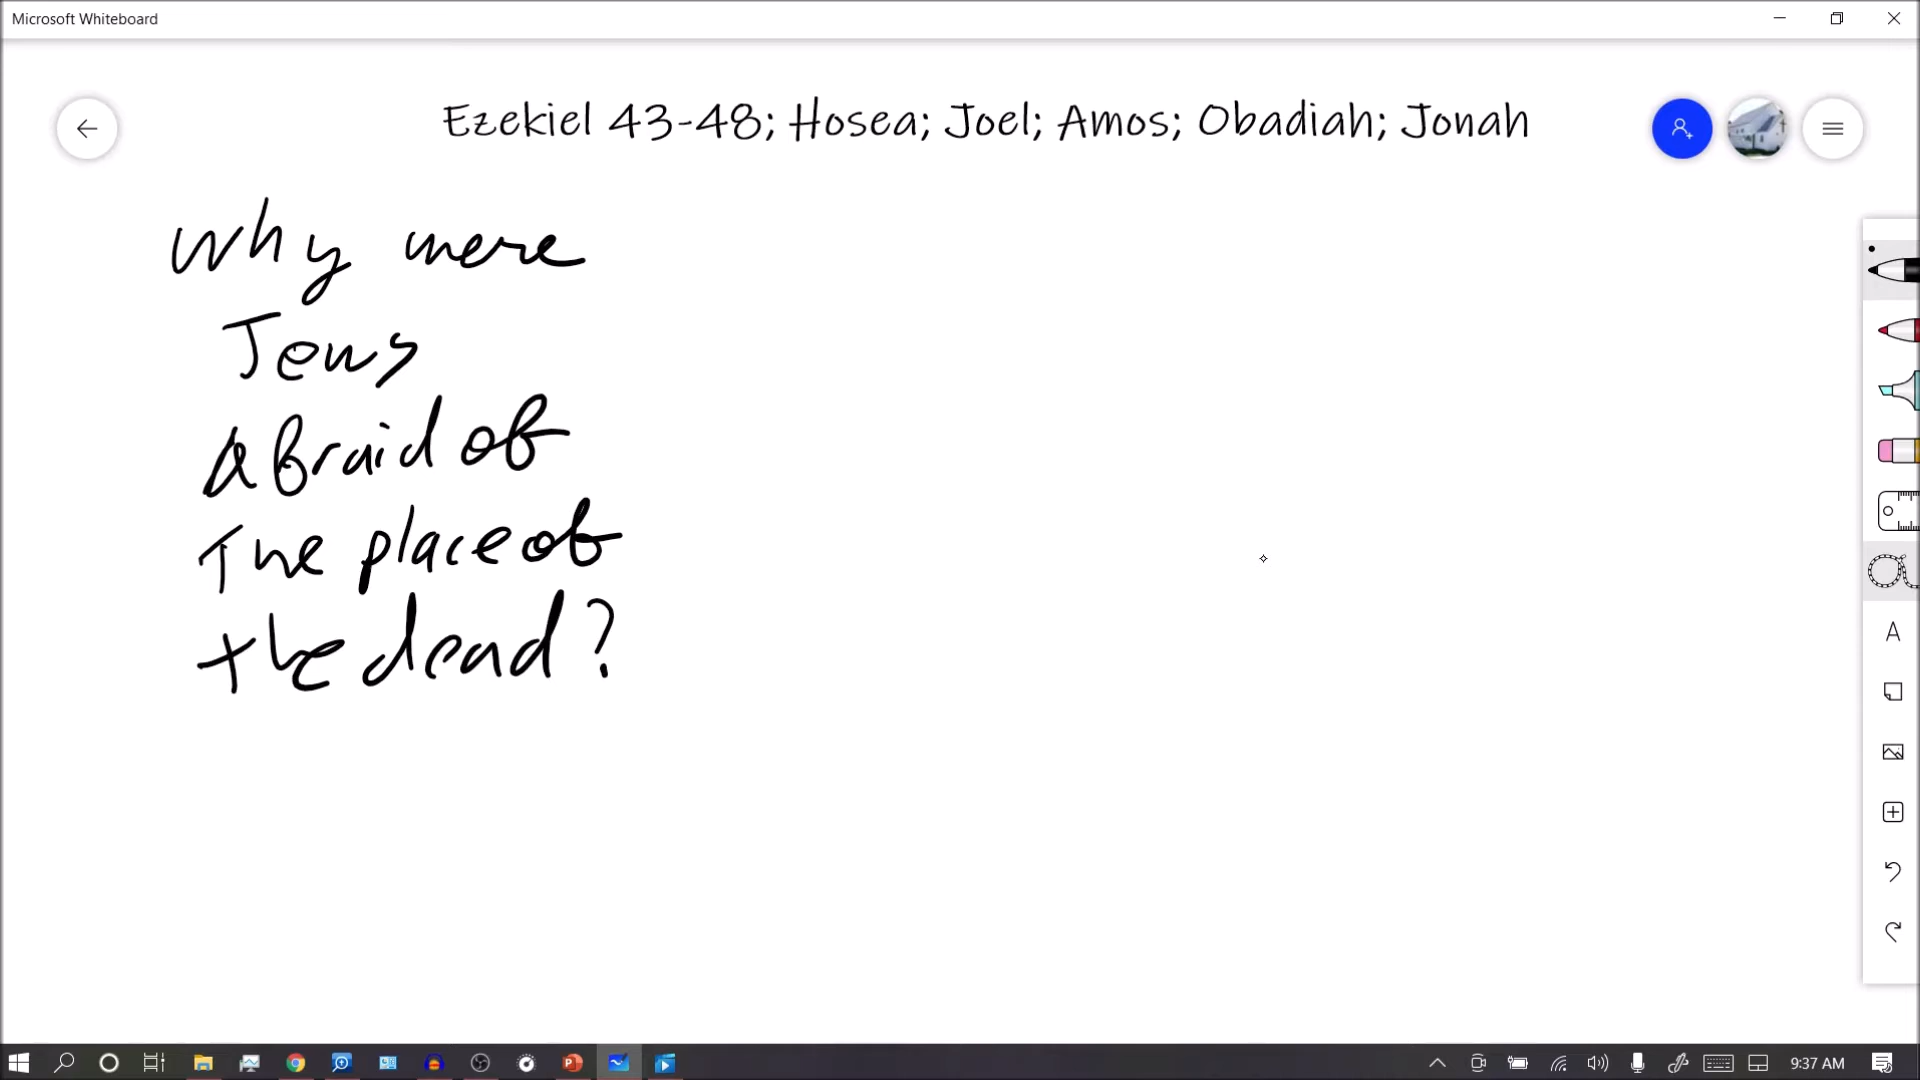 Microsoft Whiteboard
Ezekiel 43-48; Hosea; Joel; Amos; Obadiah; Jonah
Why were
Jews
afraid of
The place of
the dead?
A
9:37 AM